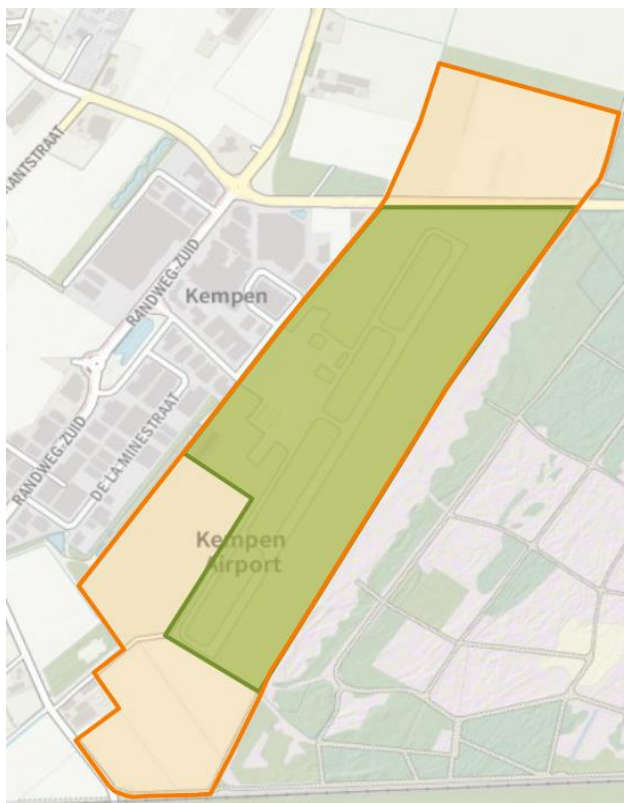 RANTSTRAAT
RANDWEG-ZUID
Kempen
RANDWEG-ZUID
DE LA MINESTRAAT
Kempen
Airport